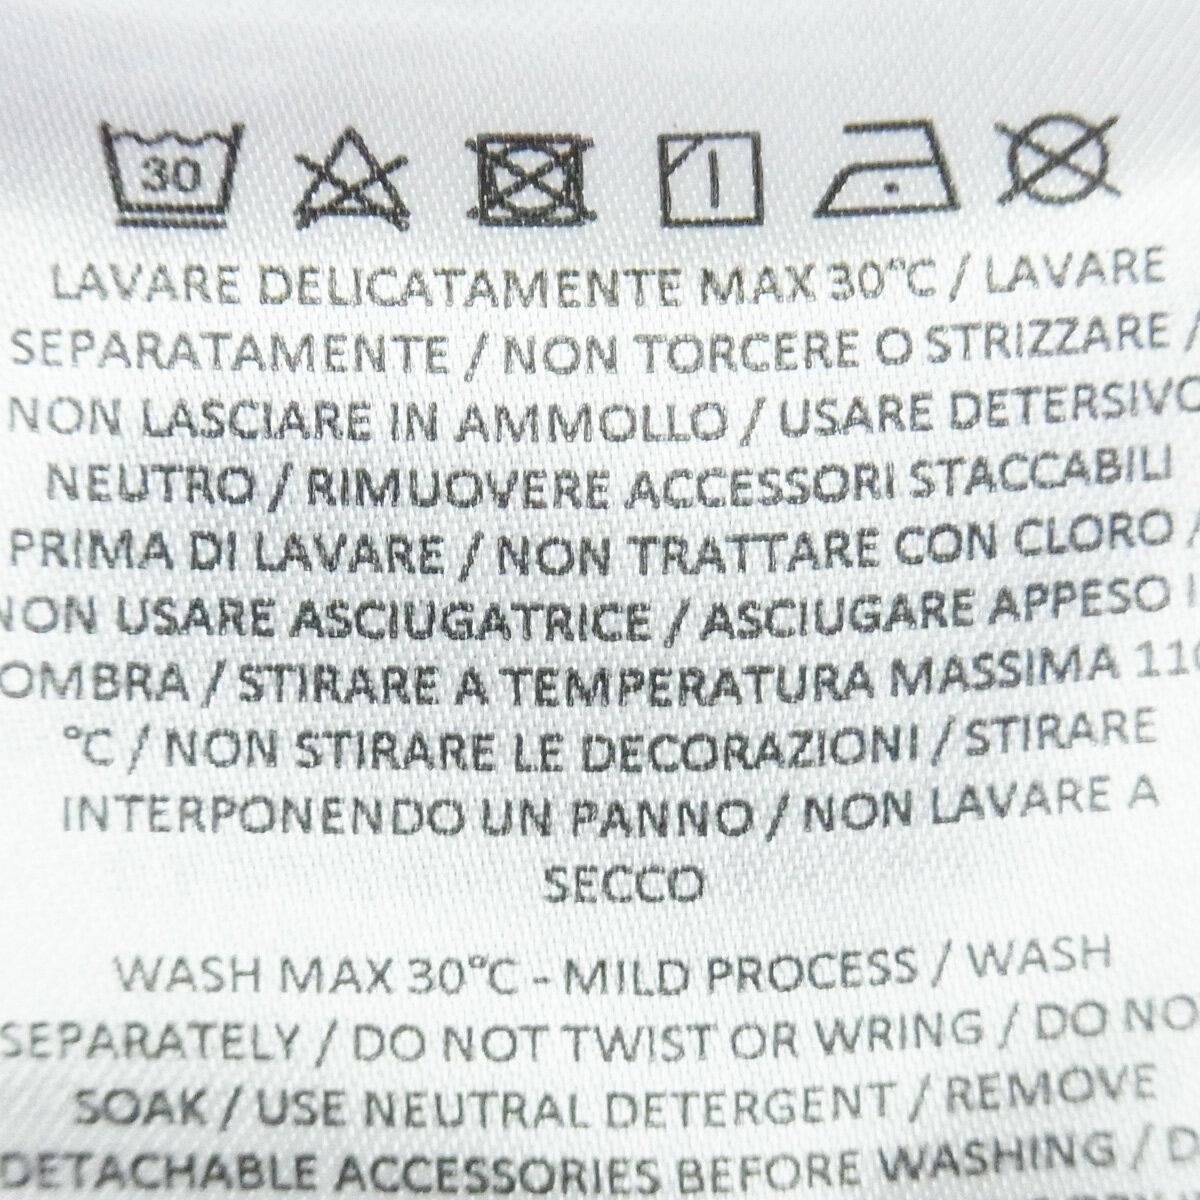 30
LAVARE DELICATAMENTE MAX 30°C / LAVARE
SEPARATAMENTE / NON TORCERE O STRIZZARE /
NON LASCIARE IN AMMOLLO / USARE DETERSIVO
NEUTRO / RIMUOVERE ACCESSORI STACCABILI
PRIMA DI LAVARE / NON TRATTARE CON CLORO /
NON USARE ASCIUGATRICE / ASCIUGARE APPESO
OMBRA / STIRARE A TEMPERATURA MASSIMA 110
°C / NON STIRARE LE DECORAZIONI / STIRARE
INTERPONENDO UN PANNO / NON LAVARE A
SECCO
WASH MAX 30°C - MILD PROCESS / WASH
SEPARATELY / DO NOT TWIST OR WRING / DO NO
SOAK / USE NEUTRAL DETERGENT / REMOVE
DETACHABLE ACCESSORIES BEFORE WASHING / D